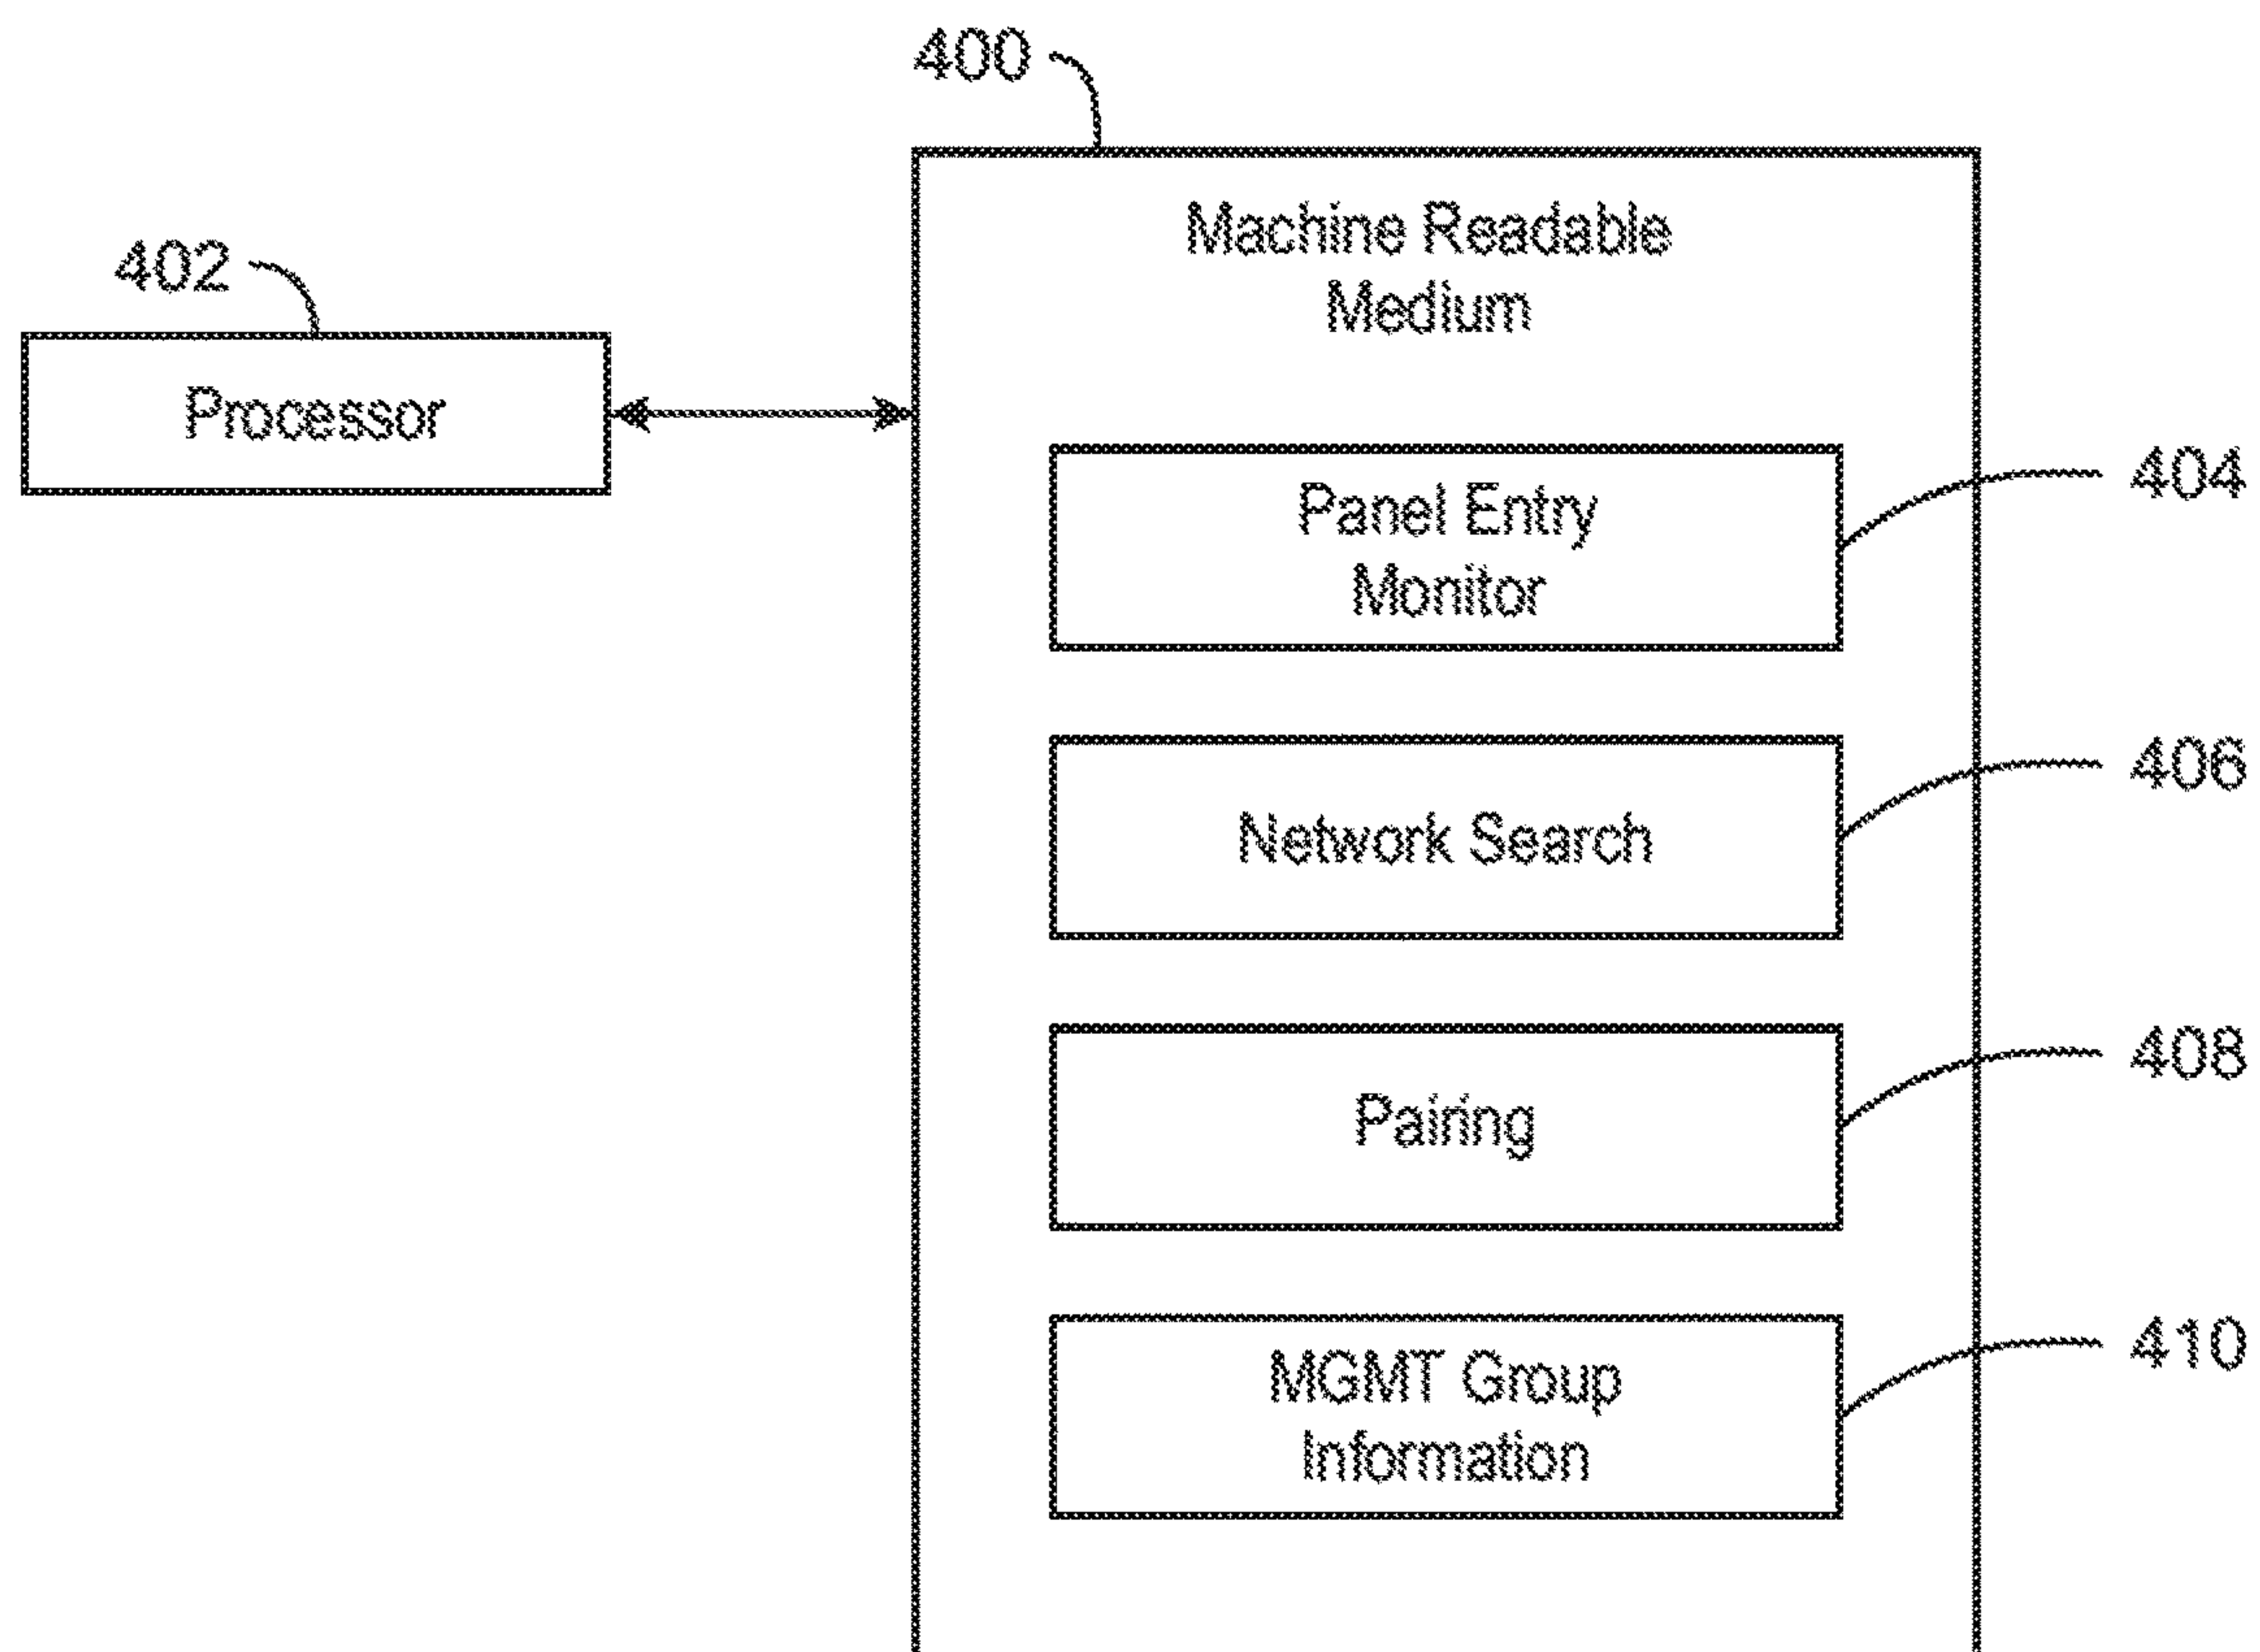 400
Machine Readable
Medium
402
Processor
Panel Entry
Monitor
404
Network Search
406
Pairing
408
MGMT Group
Information
410